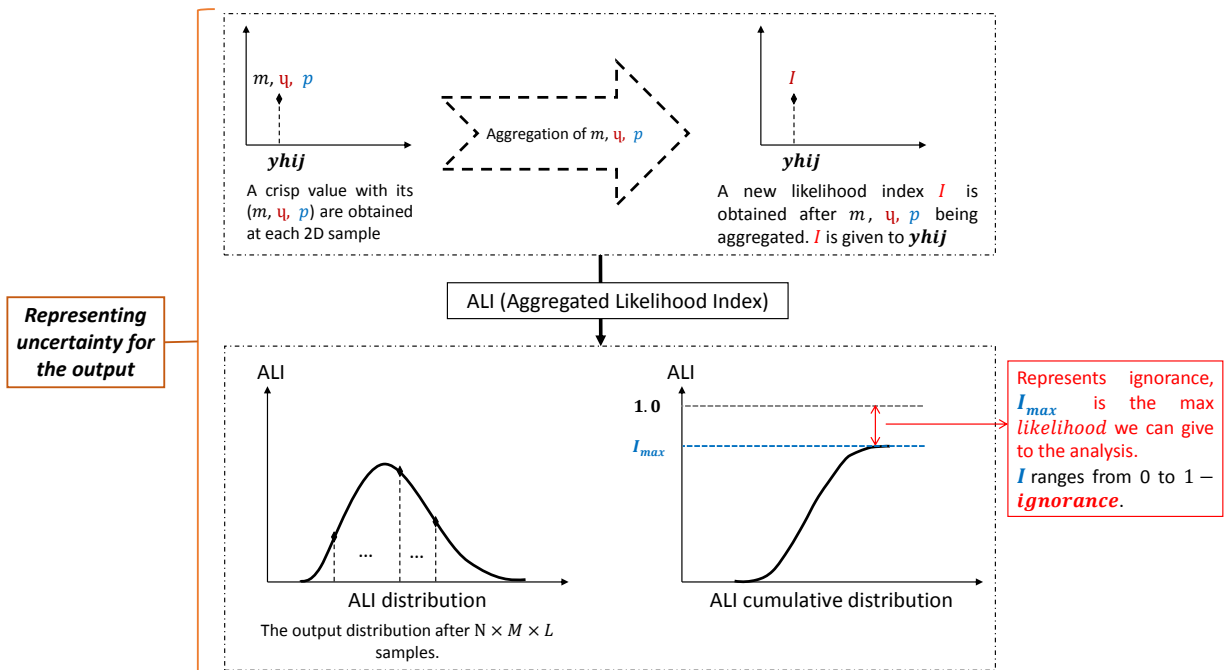 m, ɥ, p
yhij
A crisp value with its
(m, ɥ, p) are obtained
at each 2D sample
Aggregation of m, ɥ, p
I
yhij
A new likelihood index I is
obtained after m, ɥ, p being
aggregated. I is given to yhij
ALI (Aggregated Likelihood Index)
Representing
uncertainty for
the output
ALI
... ...
ALI distribution
The output distribution after N × M × L
samples.
ALI
1.0
I_max
ALI cumulative distribution
Represents ignorance,
I_max is the max
likelihood we can give
to the analysis.
I ranges from 0 to 1 −
ignorance.